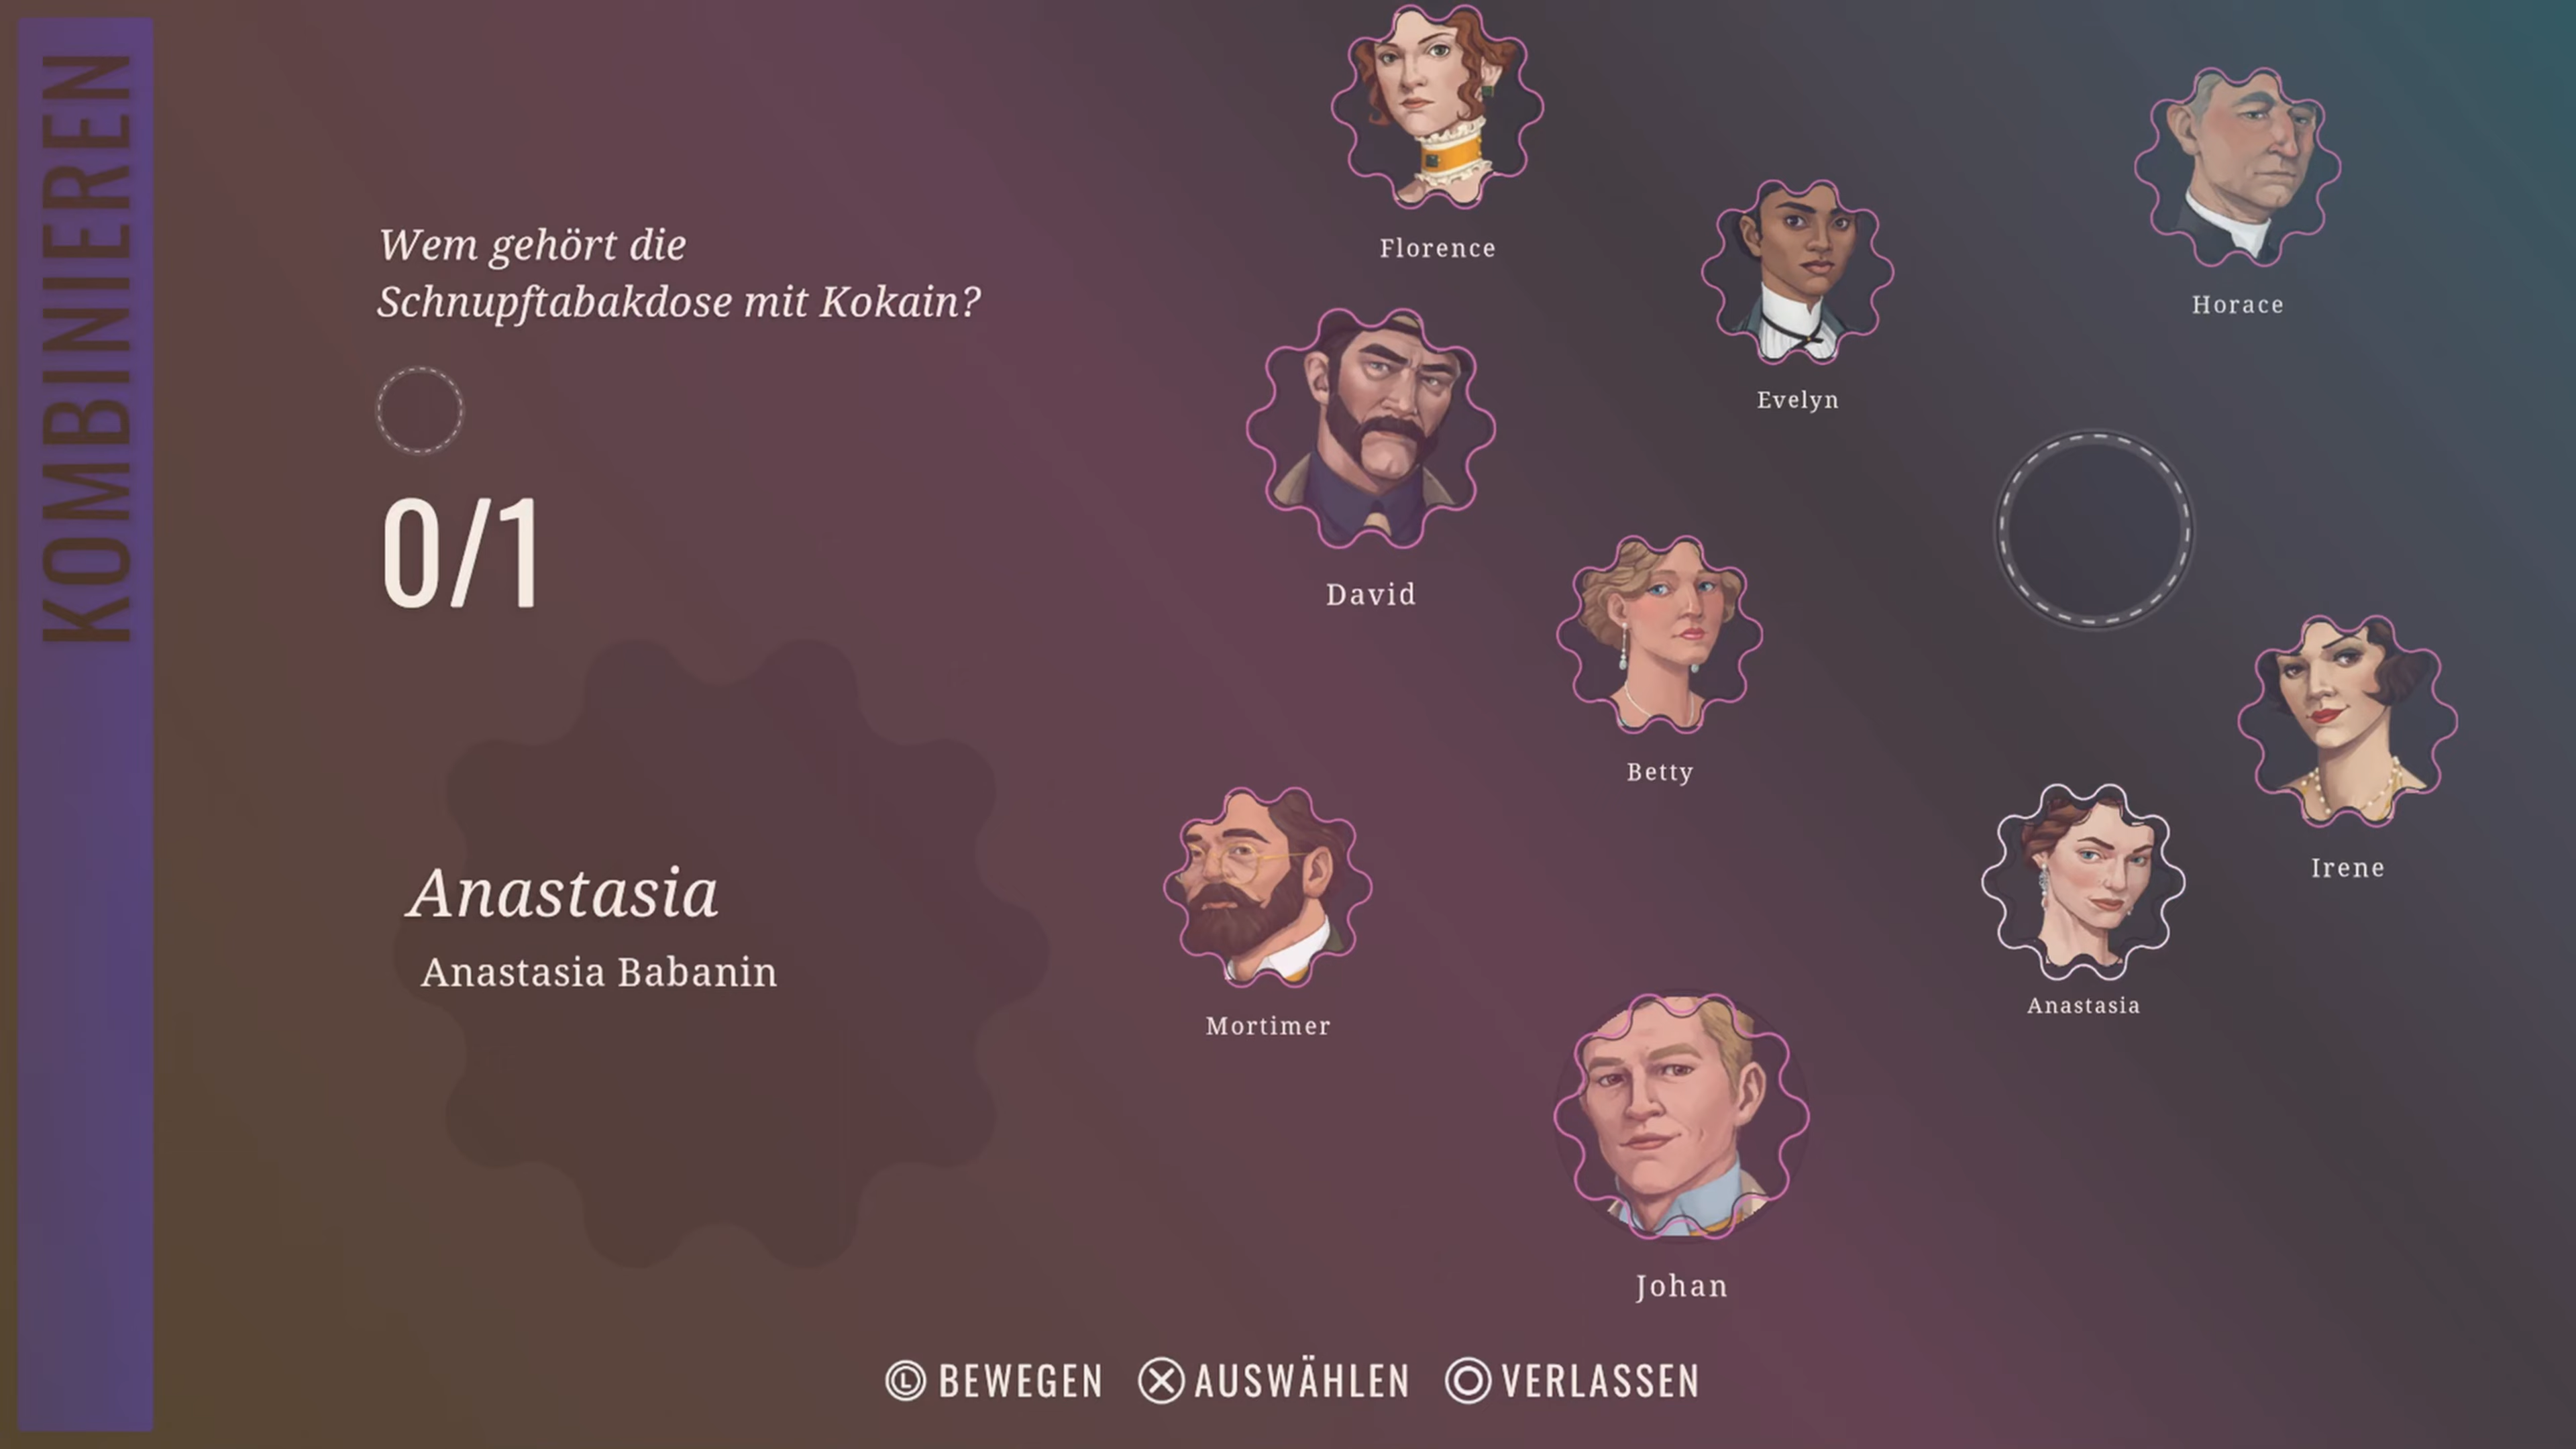 KOMBINIEREN
Wem gehört die
Schnupftabakdose mit Kokain?
0/1
Anastasia
Anastasia Babanin
Florence
Horace
Evelyn
David
Betty
Irene
Anastasia
Mortimer
Johan
L BEWEGEN AUSWÄHLEN VERLASSEN